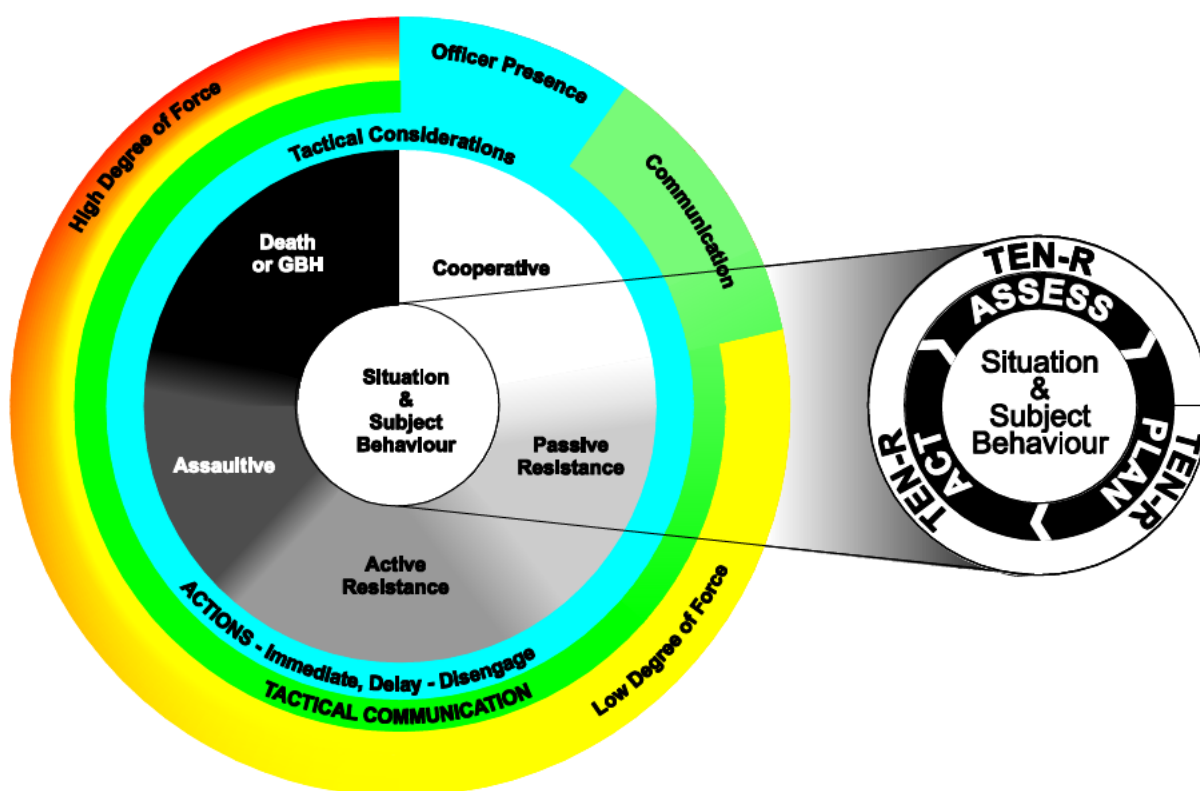 Officer Presence
High Degree of Force
Tactical Considerations
Communication
Death
or GBH
Cooperative
Situation
&
Subject
Behaviour
Passive
Resistance
Assaultive
Active
Resistance
ACTIONS - Immediate, Delay - Disengage
TACTICAL COMMUNICATION
Low Degree of Force
TEN-R
ASSESS
Situation
&
Subject
Behaviour
PLAN
TEN-R
ACT
TEN-R